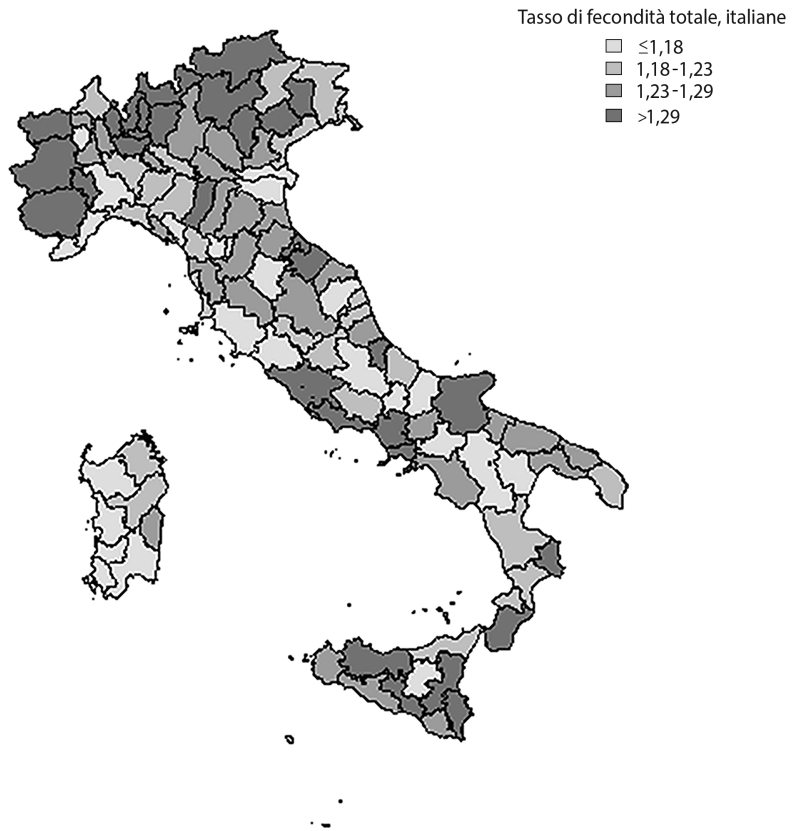 Tasso di fecondità totale, italiane
≤1,18
1,18-1,23
1,23-1,29
>1,29